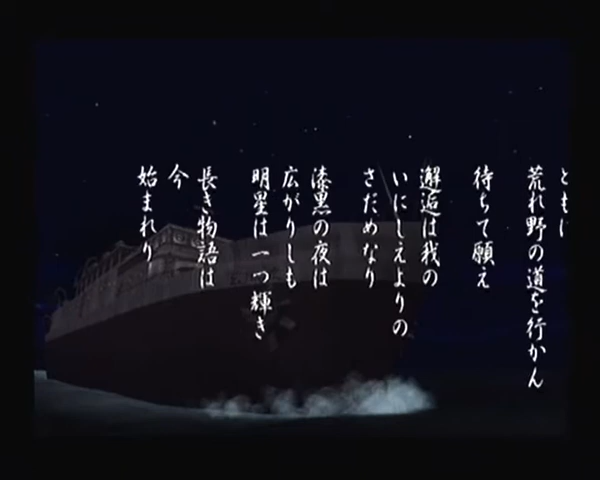 ともに
荒れ野の道を行かん
待ちて願え
邂逅は我の
いにしえよりの
さだめなり
漆黒の夜は
広がりしも
明星は一つ輝き
長き物語は
今
始まれり